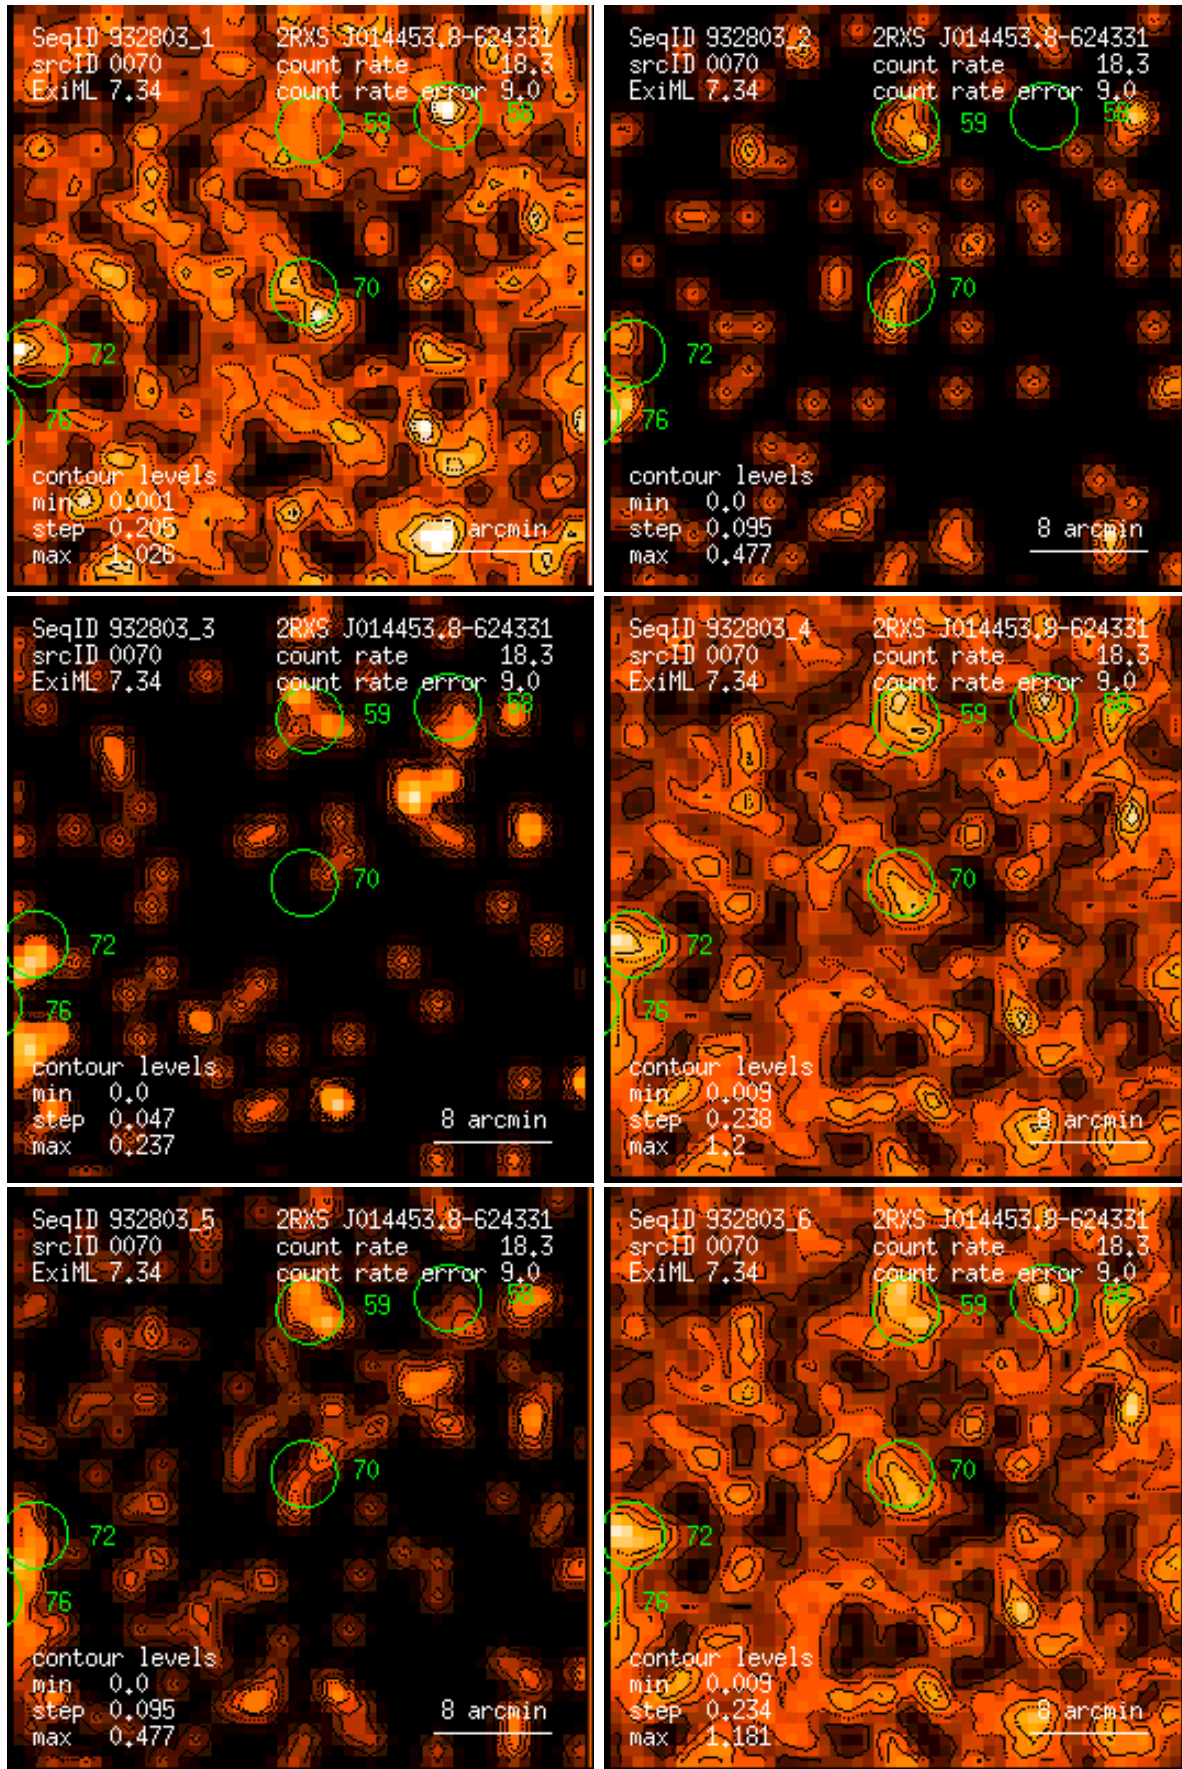 SeqID 932803_1 2RXS J014453.8-624331
srcID 0070 count rate 18.3
ExiML 7.34 count rate error 9.0
58
59
70
72
76
contour levels
min 0.001
step 0.205 8 arcmin
max 1.026
SeqID 932803_2 2RXS J014453.8-624331
srcID 0070 count rate 18.3
ExiML 7.34 count rate error 9.0
58
59
70
72
76
contour levels
min 0.0
step 0.095 8 arcmin
max 0.477
SeqID 932803_3 2RXS J014453.8-624331
srcID 0070 count rate 18.3
ExiML 7.34 count rate error 9.0
58
59
70
72
76
contour levels
min 0.0
step 0.047 8 arcmin
max 0.237
SeqID 932803_4 2RXS J014453.8-624331
srcID 0070 count rate 18.3
ExiML 7.34 count rate error 9.0
58
59
70
72
76
contour levels
min 0.009
step 0.238 8 arcmin
max 1.2
SeqID 932803_5 2RXS J014453.8-624331
srcID 0070 count rate 18.3
ExiML 7.34 count rate error 9.0
58
59
70
72
76
contour levels
min 0.0
step 0.095 8 arcmin
max 0.477
SeqID 932803_6 2RXS J014453.8-624331
srcID 0070 count rate 18.3
ExiML 7.34 count rate error 9.0
58
59
70
72
76
contour levels
min 0.009
step 0.234 8 arcmin
max 1.181